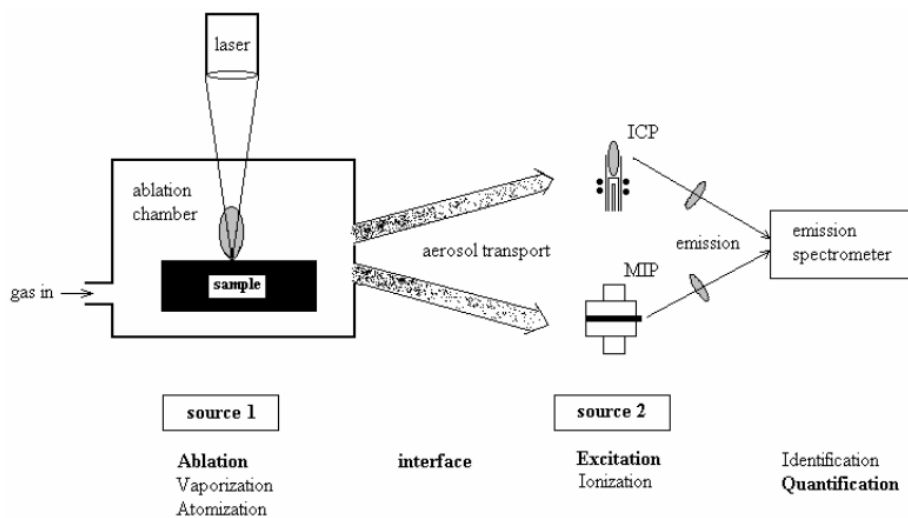 laser
ICP
ablation
chamber
aerosol transport
emission
emission
spectrometer
sample
MIP
gas in
source 1
source 2
Ablation
Vaporization
Atomization
interface
Excitation
Ionization
Identification
Quantification